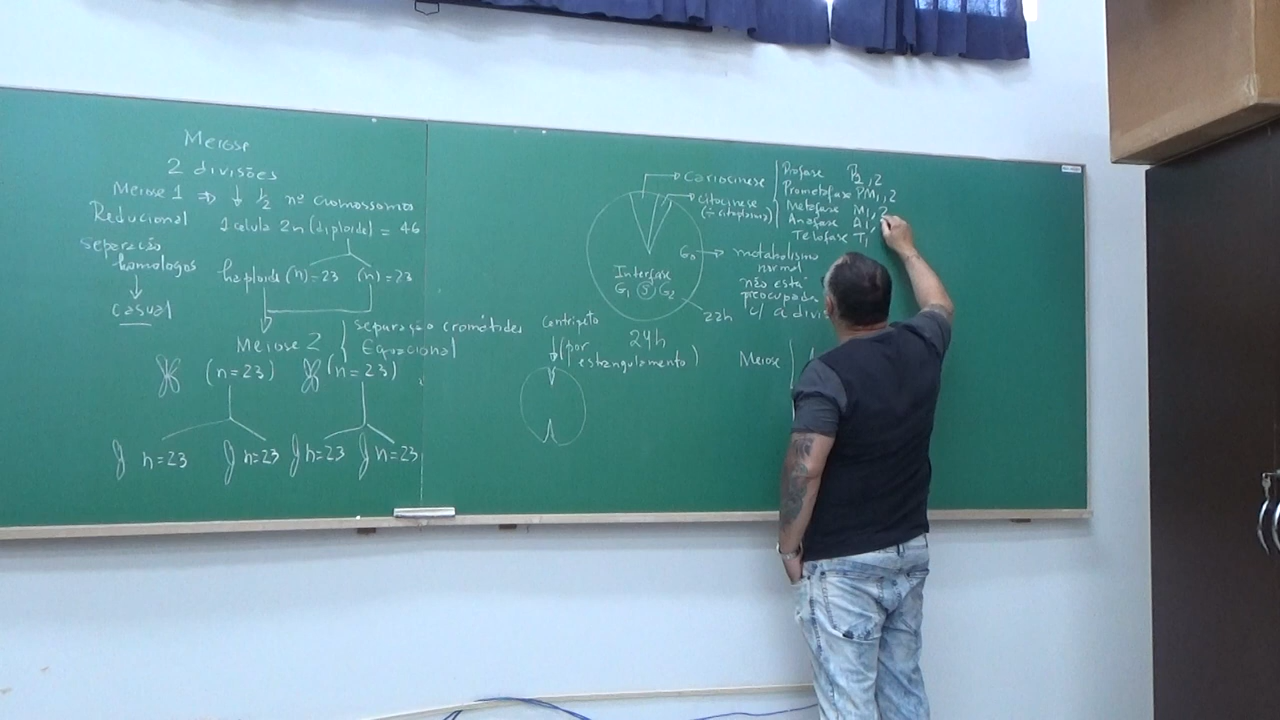 Meiose
2 divisões
Meiose 1 ⇒ ↓ 1/2 nº cromossomos
Reducional
1 célula 2n (diploide) = 46
separação
homologos
haploide (n)=23 (n)=23
casual
Meiose 2
separação cromátides
Equacional
(n=23) (n=23)
n=23 n=23 n=23 n=23
Centrípeto
(por
estrangulamento)
24h
Cariocinese
citocinese
(÷ citoplasma)
Interfase
G1 S G2
22h
G0 → metabolismo
normal
não está
preocupada
c/ a divi
Prófase
Prometáfase PM1,2
Metáfase M1,2
Anáfase A1,
Telófase T1
Meiose